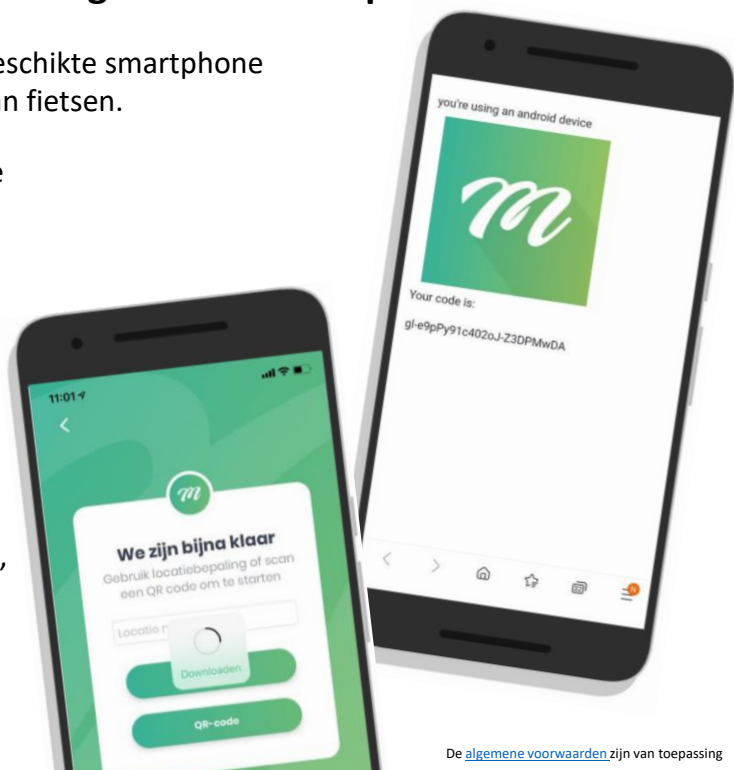 eschikte smartphone
n fietsen.
e
,
you're using an android device
m
Your code is:
gl-e9pPy91c402oJ-Z3DPMwDA
11:01
m
We zijn bijna klaar
Gebruik locatiebepaling of scan
een QR code om te starten
Locatie
Downloaden
QR-code
N
De algemene voorwaarden zijn van toepassing